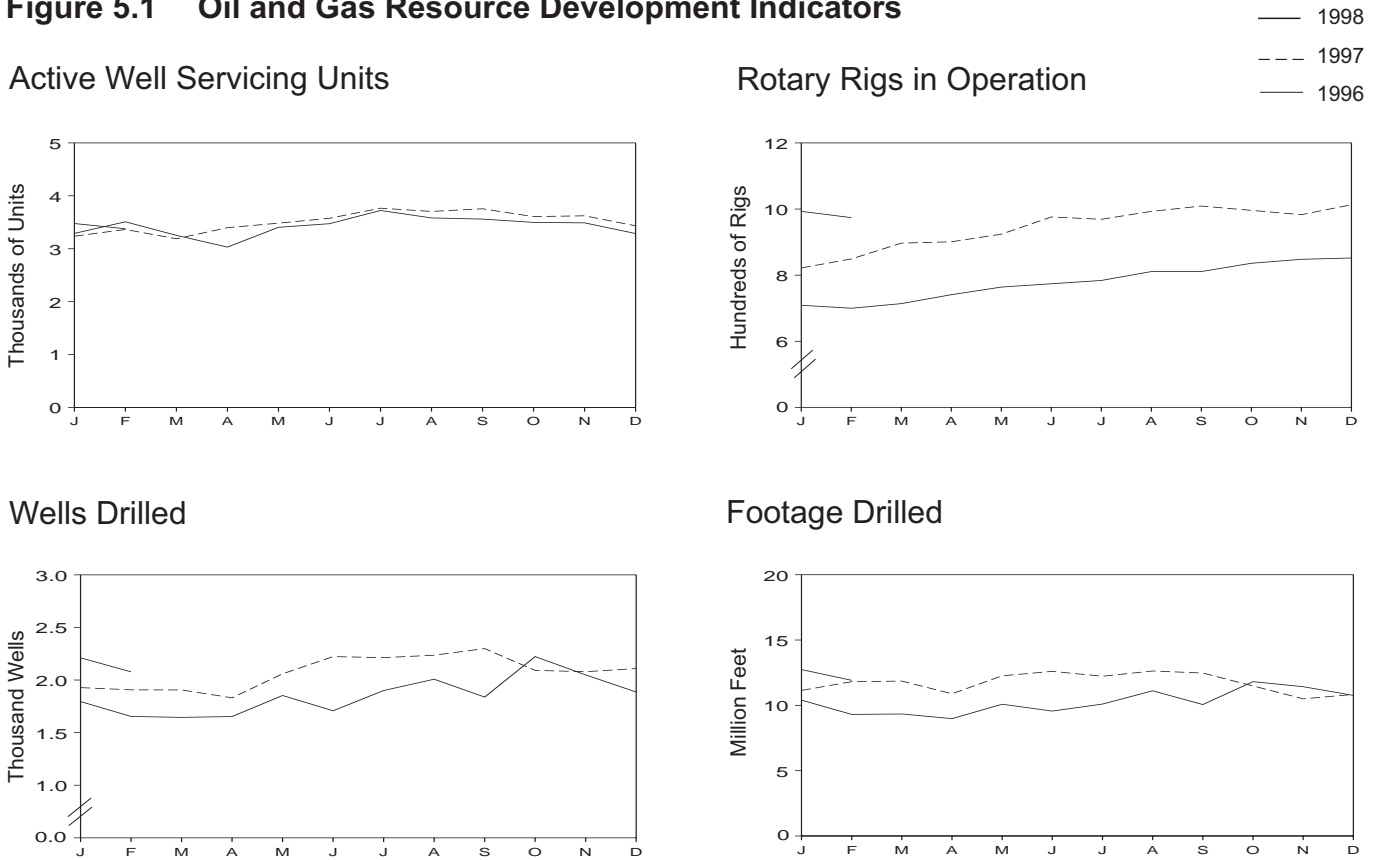 Figure 5.1 Oil and Gas Resource Development Indicators
1998
1997
1996
Active Well Servicing Units
Thousands of Units
5
4
3
2
1
0
J F M A M J J A S O N D
Rotary Rigs in Operation
Hundreds of Rigs
12
10
8
6
0
J F M A M J J A S O N D
Wells Drilled
Thousand Wells
3.0
2.5
2.0
1.5
1.0
0.0
J F M A M J J A S O N D
Footage Drilled
Million Feet
20
15
10
5
0
J F M A M J J A S O N D